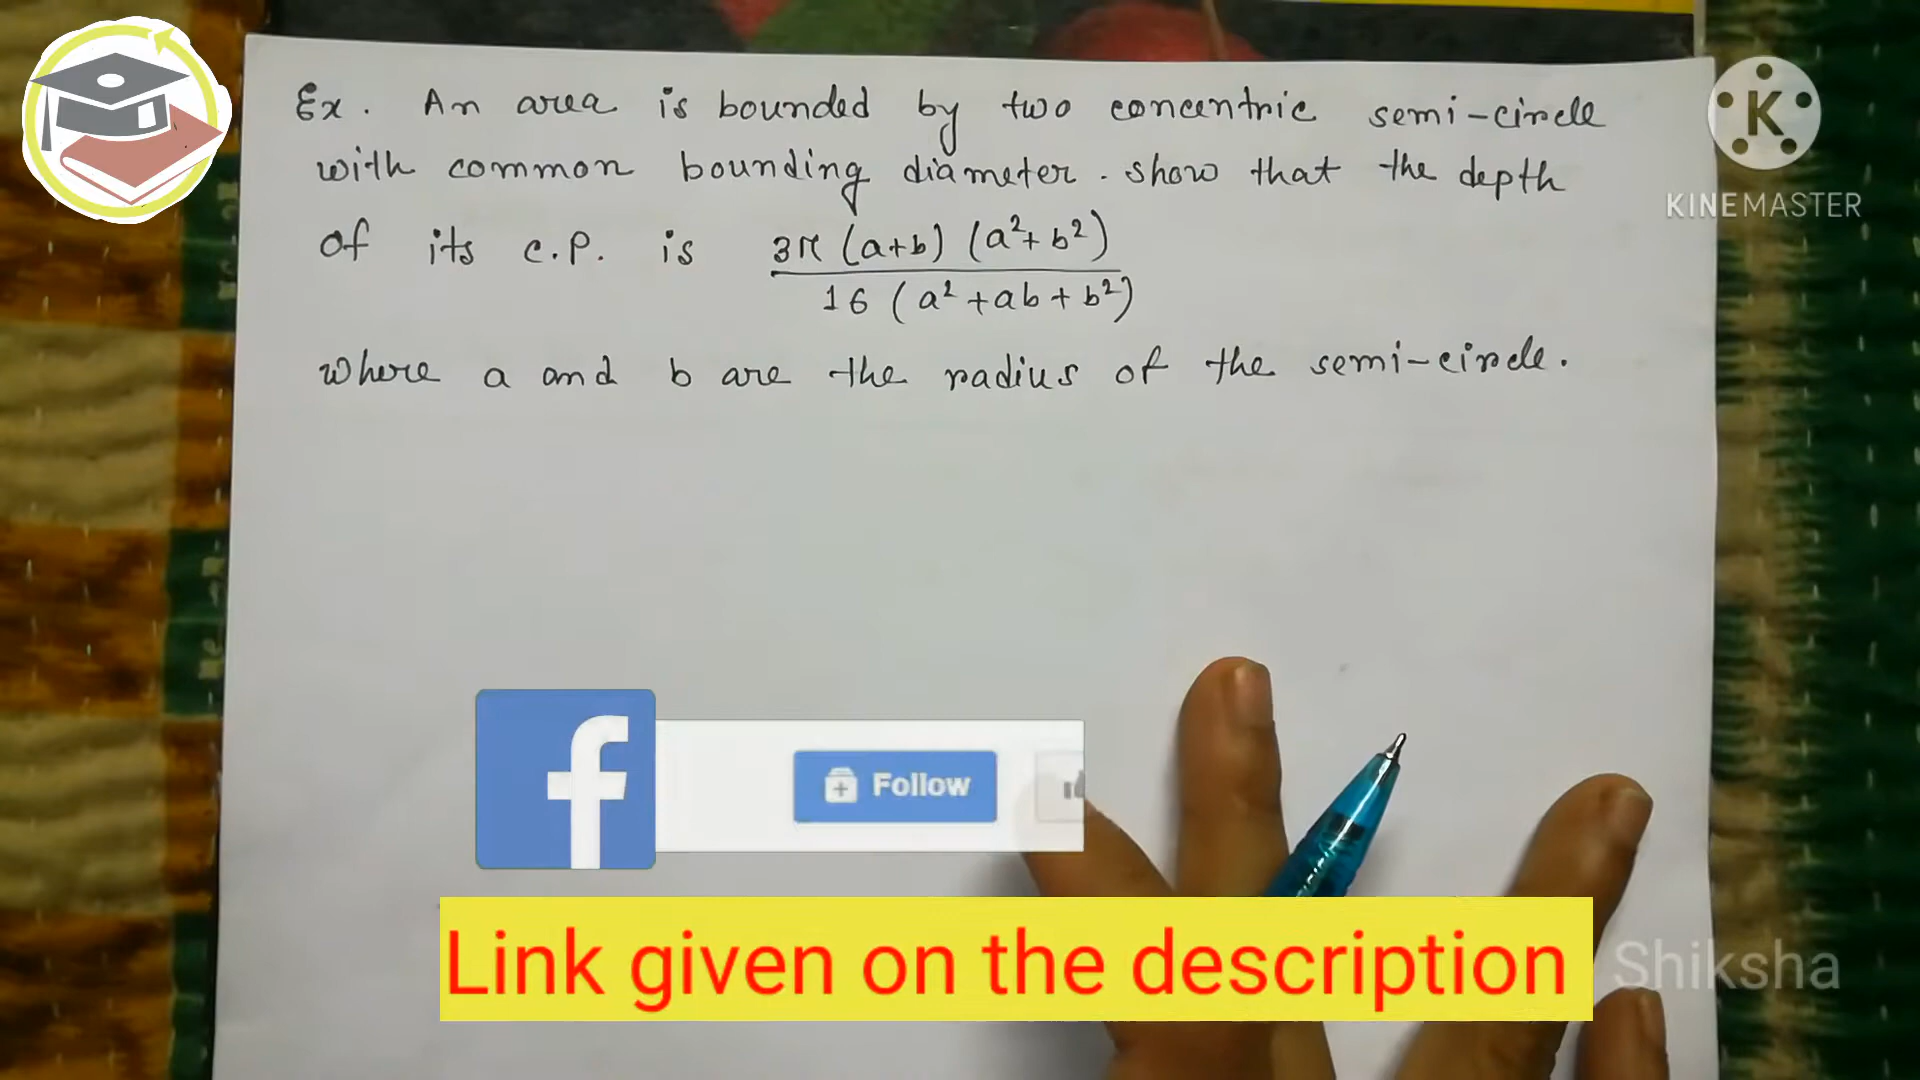 Ex. An area is bounded by two concentric semi-circle
with common bounding diameter. show that the depth
of its c.P. is 3π (a+b) (a²+ b²)
16 (a² +ab + b²)
where a and b are the radius of the semi-circle.
K
KINEMASTER
f
Follow
Link given on the description
Shiksha